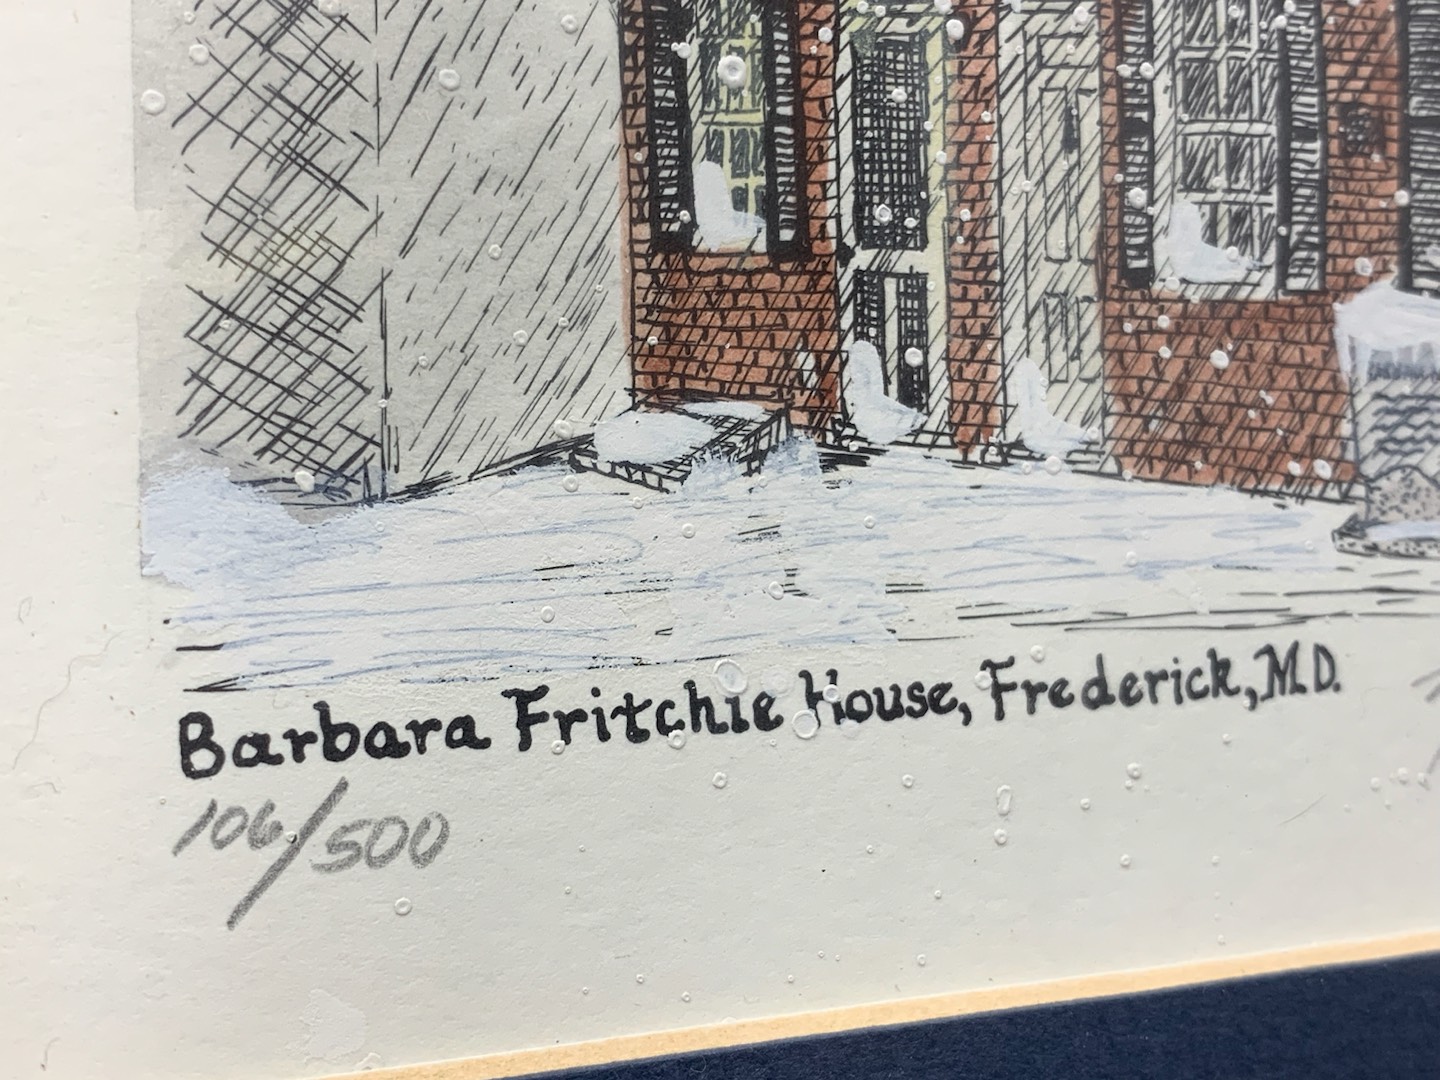 Barbara Fritchie House, Frederick, M.D.
106/500